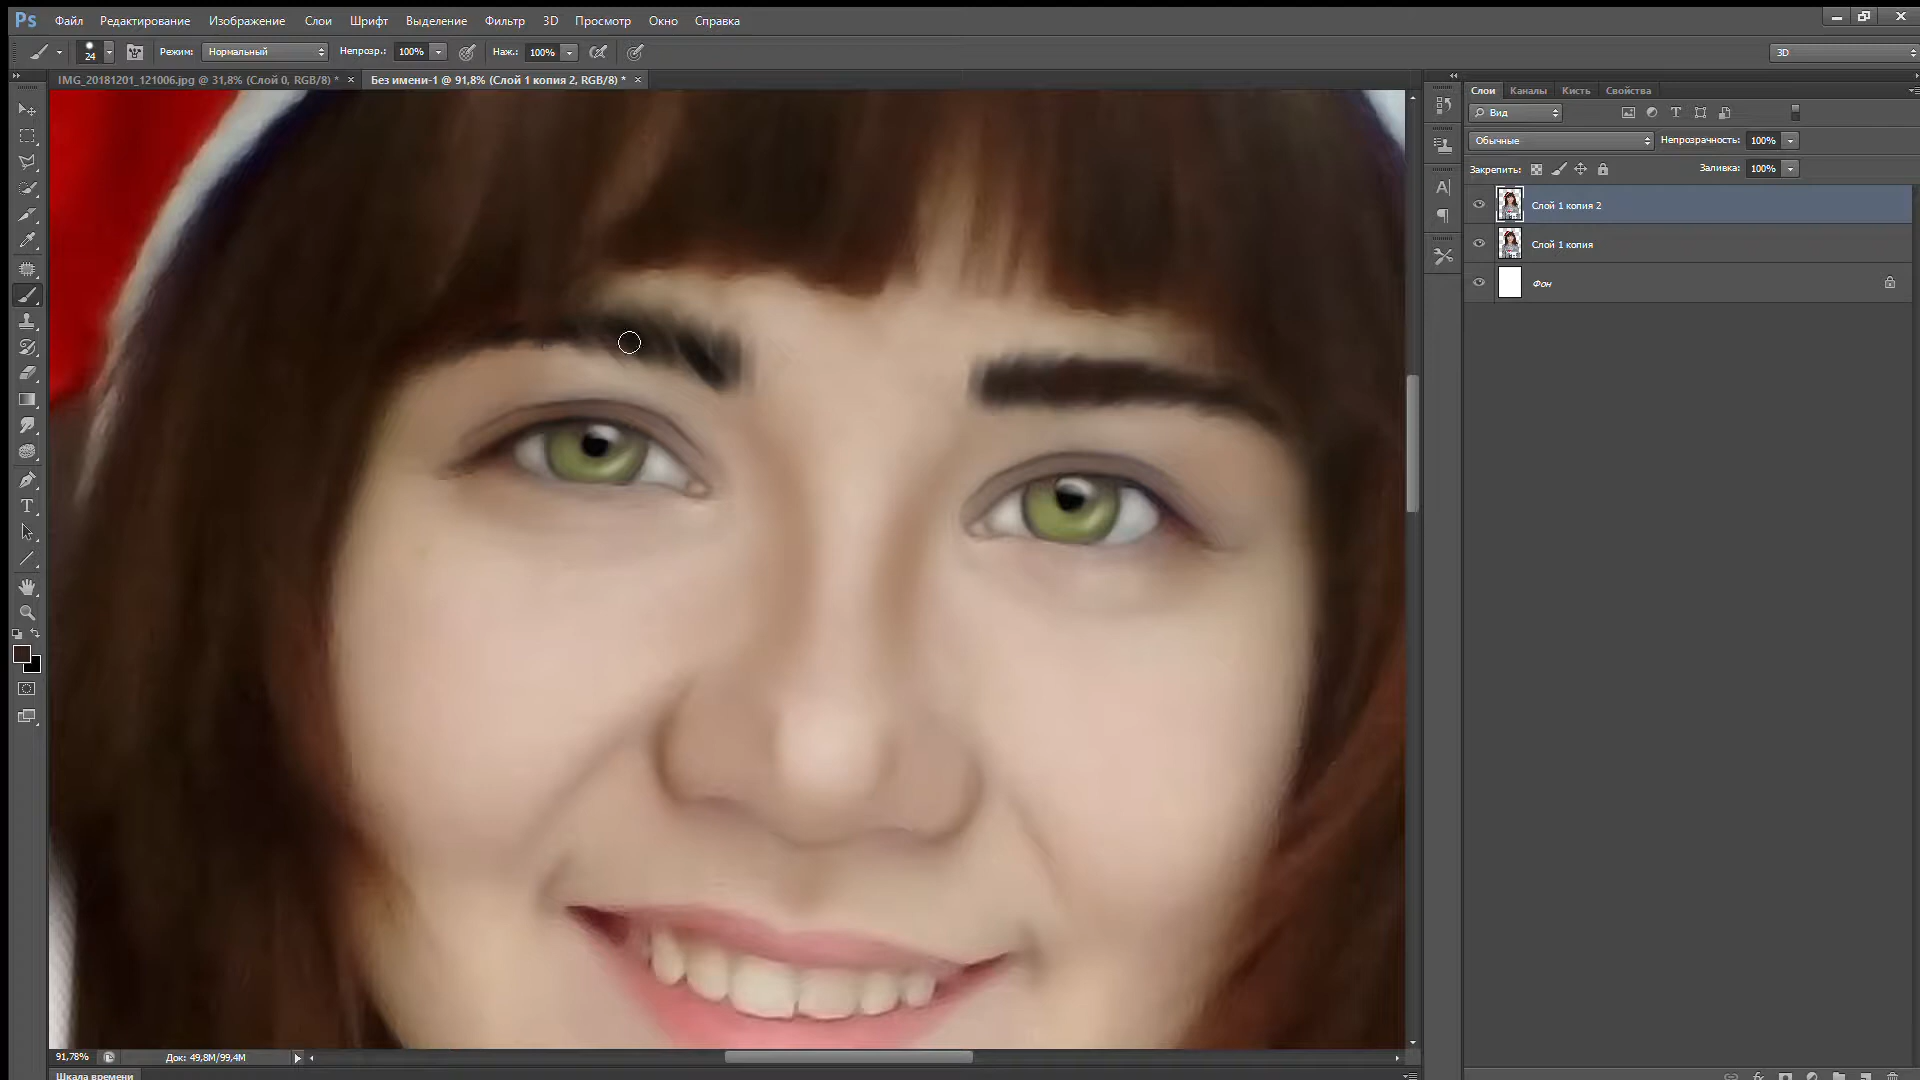 Ps Файл Редактирование Изображение Слои Шрифт Выделение Фильтр 3D Просмотр Окно Справка
24 Режим: Нормальный Непрозр.: 100% Наж.: 100% 3D
IMG_20181201_121006.jpg @ 31,8% (Слой 0, RGB/8) * × Без имени-1 @ 91,8% (Слой 1 копия 2, RGB/8) * ×
Слои Каналы Кисть Свойства
Вид
Обычные Непрозрачность: 100%
Закрепить: Заливка: 100%
Слой 1 копия 2
Слой 1 копия
Фон
91,78% Док: 49,8M/99,4M
Шкала времени